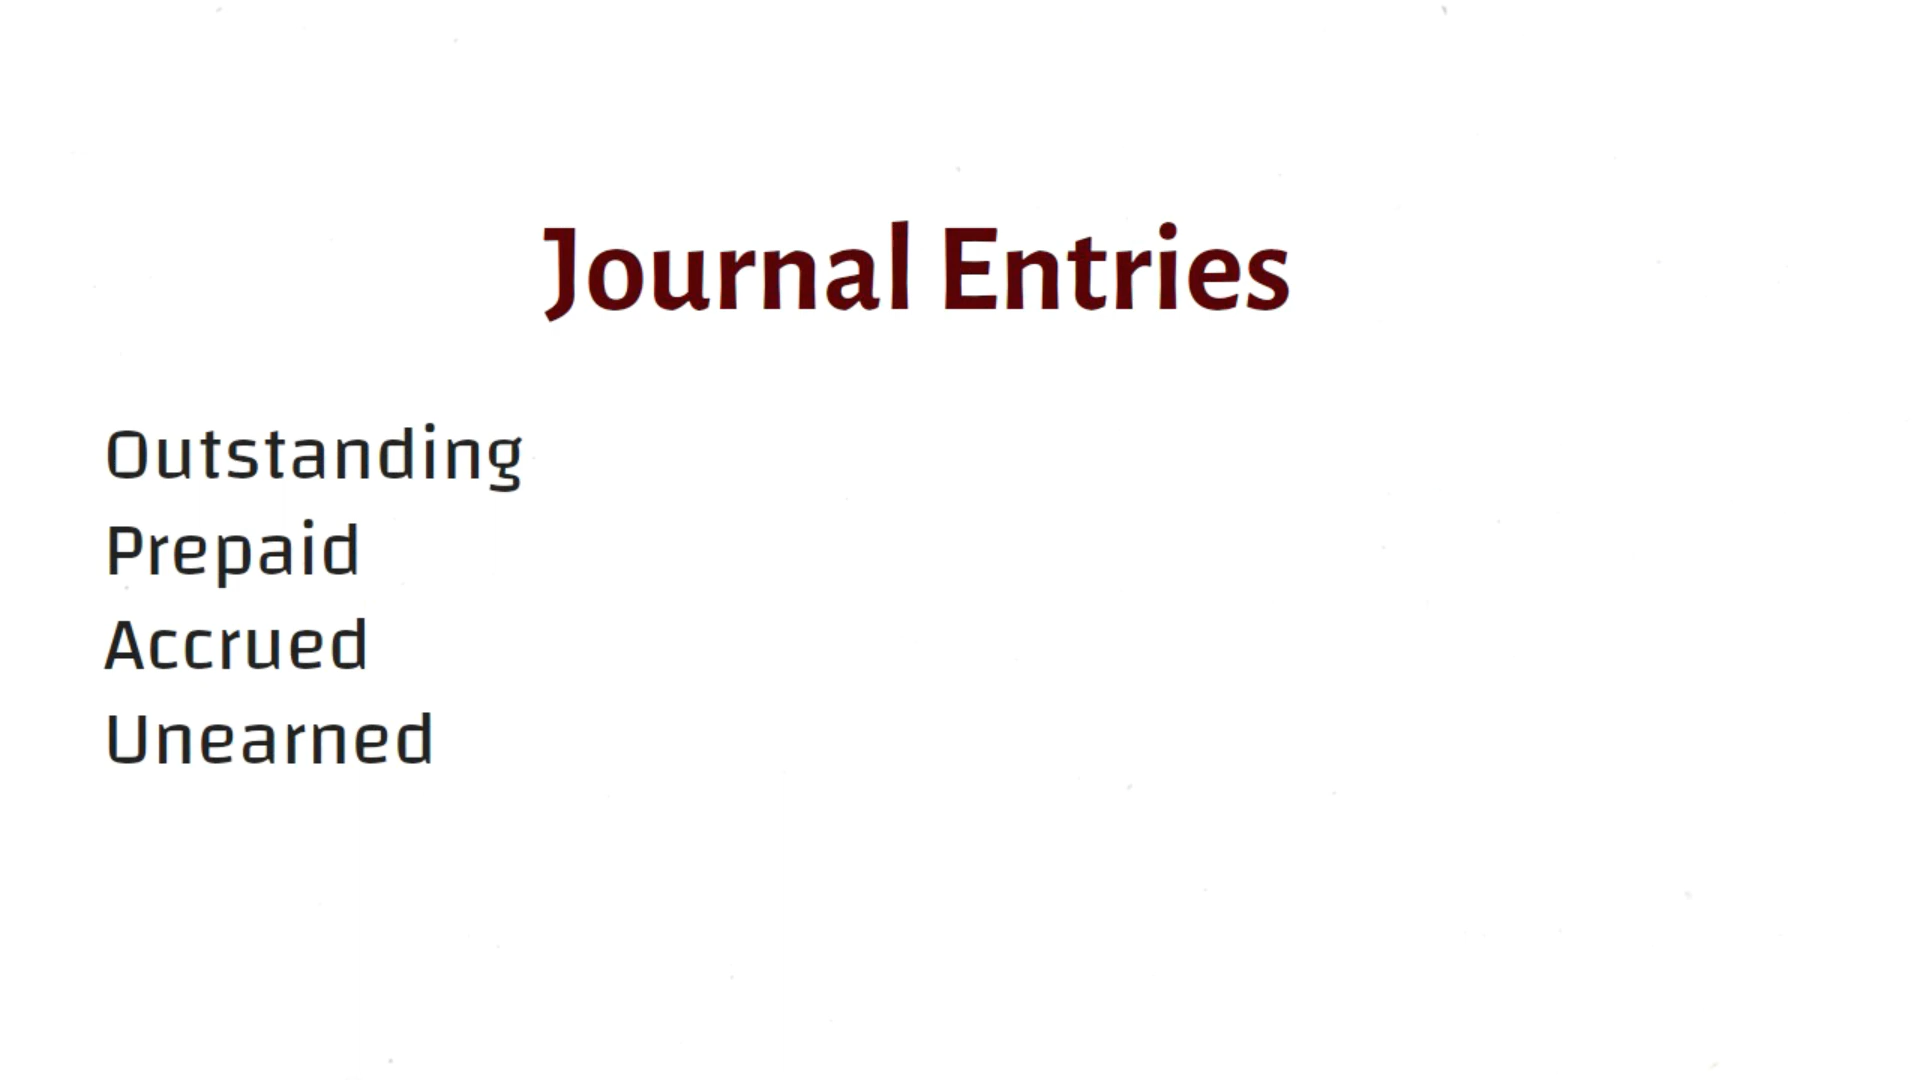 Journal Entries
Outstanding
Prepaid
Accrued
Unearned